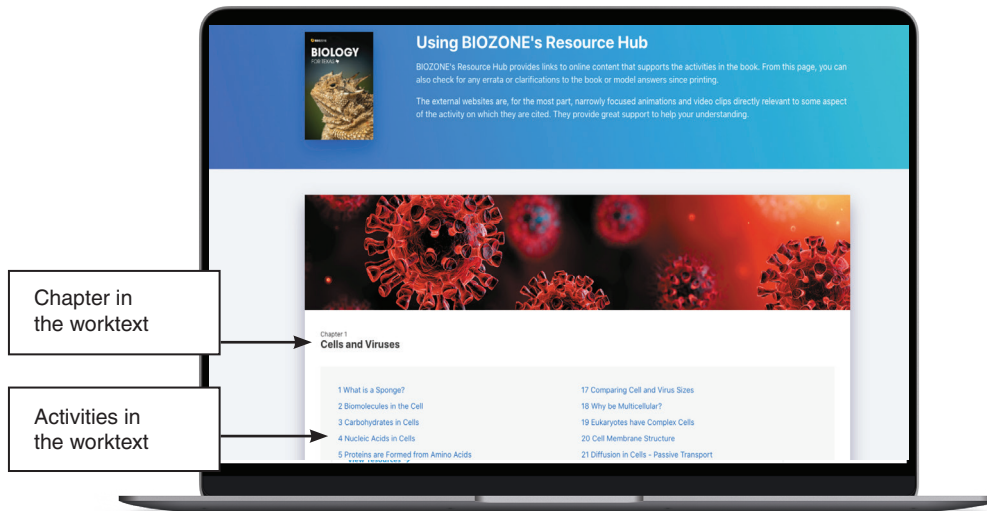 BIOZONE
BIOLOGY
FOR TEXAS
Using BIOZONE's Resource Hub
BIOZONE's Resource Hub provides links to online content that supports the activities in the book. From this page, you can
also check for any errata or clarifications to the book or model answers since printing.
The external websites are, for the most part, narrowly focused animations and video clips directly relevant to some aspect
of the activity on which they are cited. They provide great support to help your understanding.
Chapter in
the worktext
Chapter 1
Cells and Viruses
Activities in
the worktext
1 What is a Sponge?
2 Biomolecules in the Cell
3 Carbohydrates in Cells
4 Nucleic Acids in Cells
5 Proteins are Formed from Amino Acids
17 Comparing Cell and Virus Sizes
18 Why be Multicellular?
19 Eukaryotes have Complex Cells
20 Cell Membrane Structure
21 Diffusion in Cells - Passive Transport